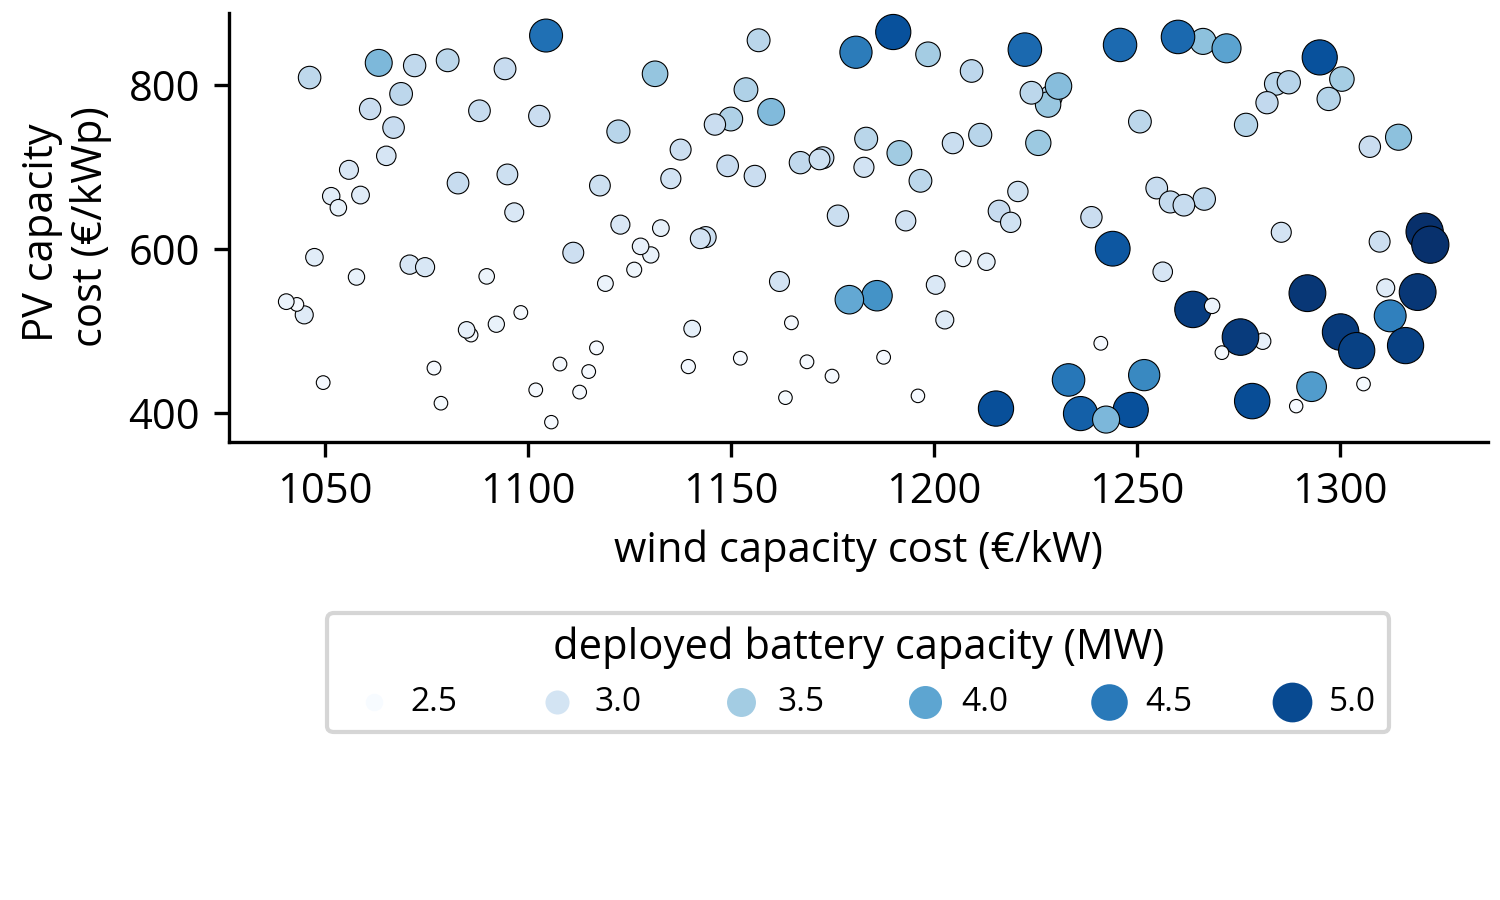 PV capacity
cost (€/kWp)
800
600
400
1050 1100 1150 1200 1250 1300
wind capacity cost (€/kW)
deployed battery capacity (MW)
2.5 3.0 3.5 4.0 4.5 5.0